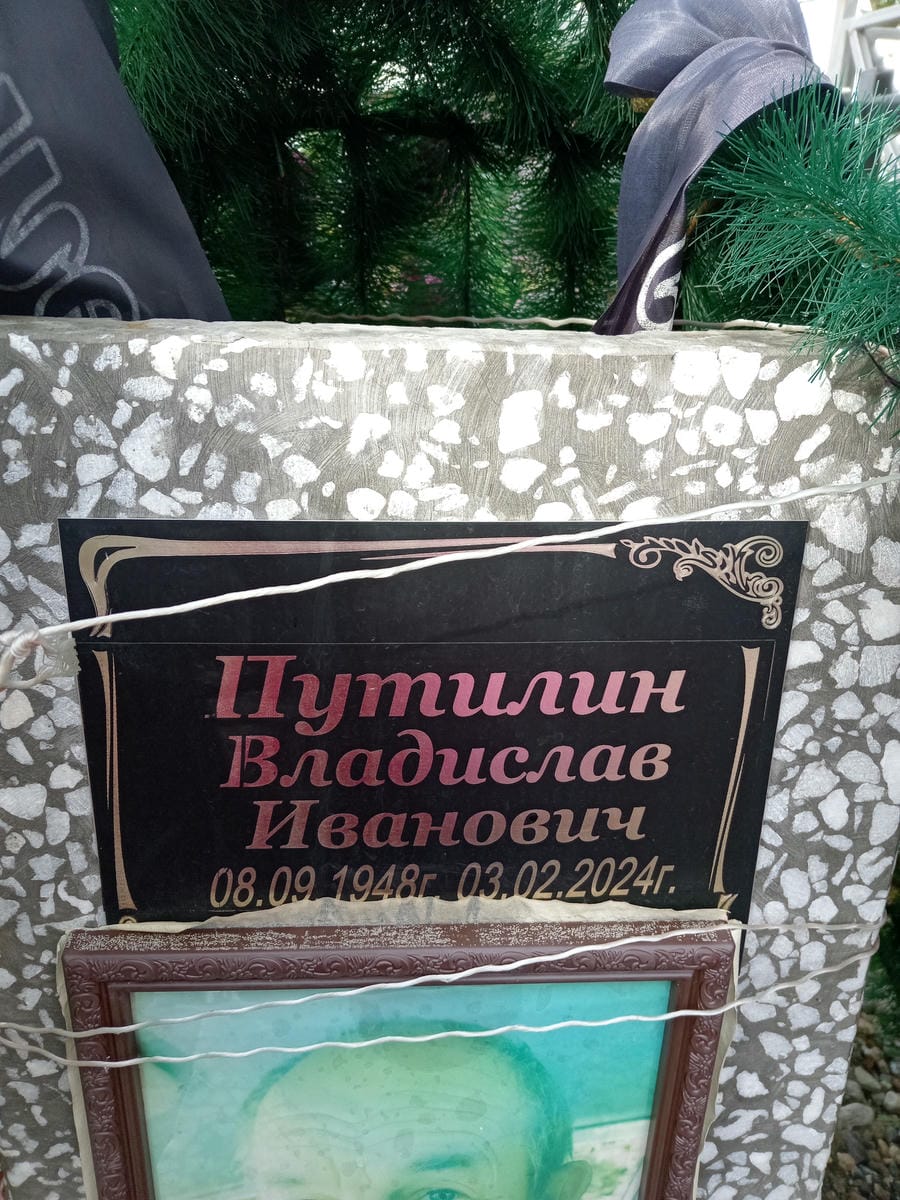 Путилин
Владислав
Иванович
08.09.1948г. 03.02.2024г.